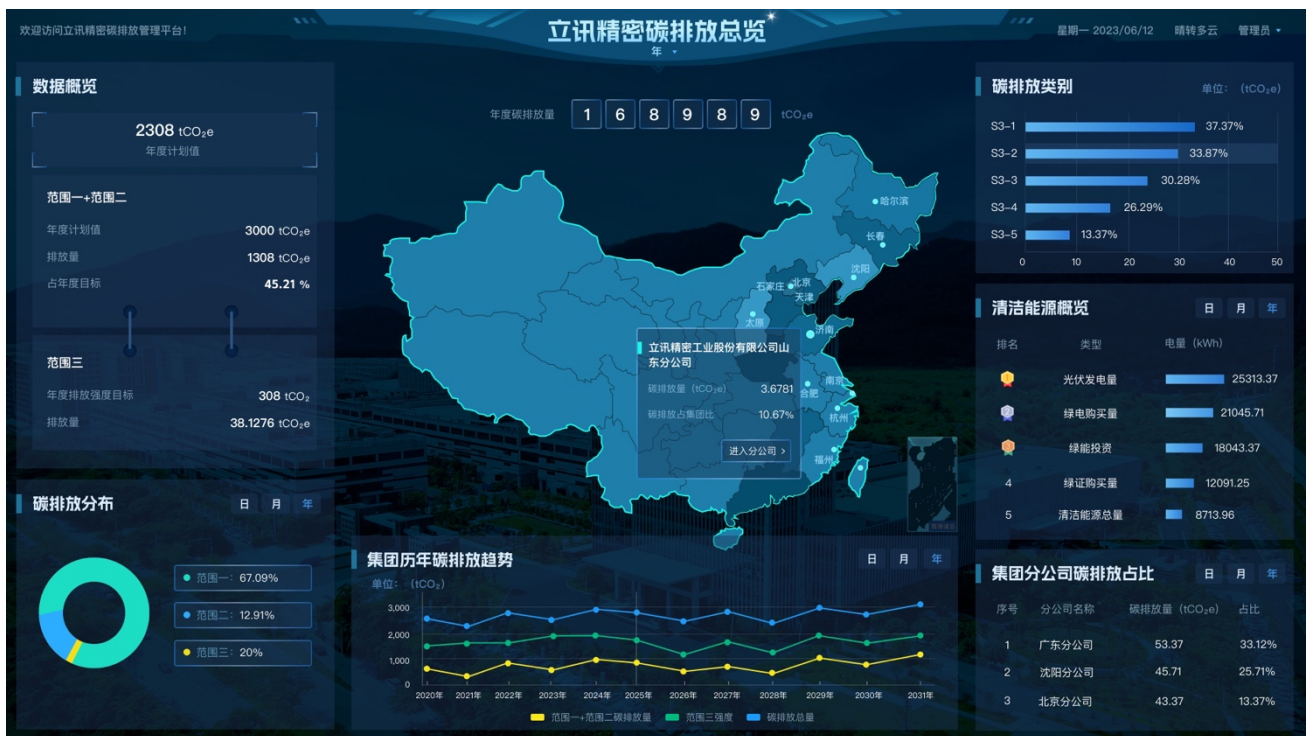 欢迎访问立讯精密碳排放管理平台!
立讯精密碳排放总览
年
星期一 2023/06/12 晴转多云 管理员
数据概览
2308 tCO₂e
年度计划值
范围一+范围二
年度计划值 3000 tCO₂e
排放量 1308 tCO₂e
占年度目标 45.21 %
范围三
年度排放强度目标 308 tCO₂
排放量 38.1276 tCO₂e
碳排放分布 日 月 年
范围一: 67.09%
范围二: 12.91%
范围三: 20%
年度碳排放量 1 6 8 9 8 9 tCO₂e
哈尔滨
长春
沈阳
北京
石家庄
天津
太原
济南
南京
合肥
杭州
福州
立讯精密工业股份有限公司山
东分公司
碳排放量 (tCO₂e) 3.6781
碳排放占集团比 10.67%
进入分公司 >
集团历年碳排放趋势 日 月 年
单位: (tCO₂)
3,000
2,000
1,000
0
2020年 2021年 2022年 2023年 2024年 2025年 2026年 2027年 2028年 2029年 2030年 2031年
范围一+范围二碳排放量 范围三强度 碳排放总量
碳排放类别 单位: (tCO₂e)
S3-1 37.37%
S3-2 33.87%
S3-3 30.28%
S3-4 26.29%
S3-5 13.37%
0 10 20 30 40 50
清洁能源概览 日 月 年
排名 类型 电量 (kWh)
1 光伏发电量 25313.37
2 绿电购买量 21045.71
3 绿能投资 18043.37
4 绿证购买量 12091.25
5 清洁能源总量 8713.96
集团分公司碳排放占比 日 月 年
序号 分公司名称 碳排放量 (tCO₂e) 占比
1 广东分公司 53.37 33.12%
2 沈阳分公司 45.71 25.71%
3 北京分公司 43.37 13.37%